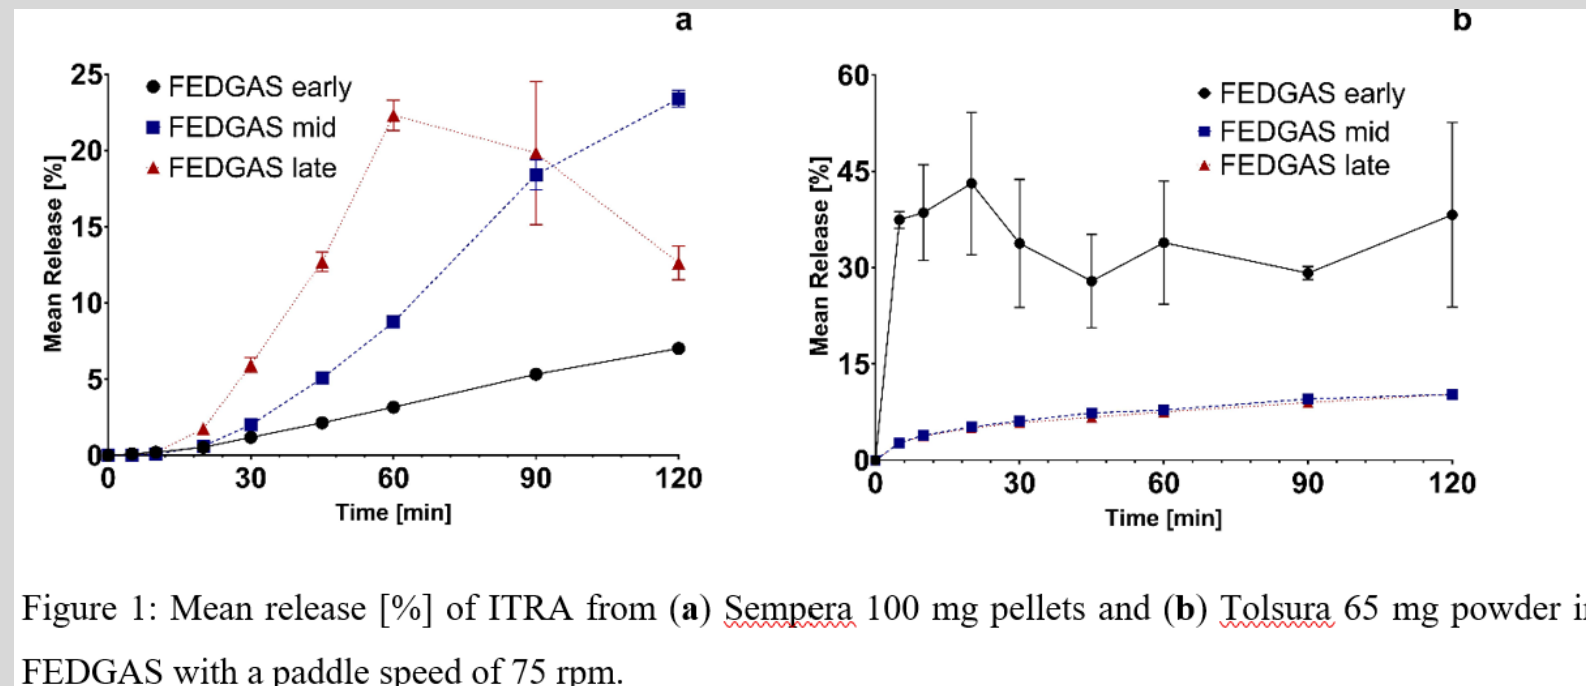 a
b
25
20
15
10
5
0
Mean Release [%]
FEDGAS early
FEDGAS mid
FEDGAS late
0 30 60 90 120
Time [min]
60
45
30
15
0
Mean Release [%]
FEDGAS early
FEDGAS mid
FEDGAS late
0 30 60 90 120
Time [min]
Figure 1: Mean release [%] of ITRA from (a) Sempera 100 mg pellets and (b) Tolsura 65 mg powder in
FEDGAS with a paddle speed of 75 rpm.